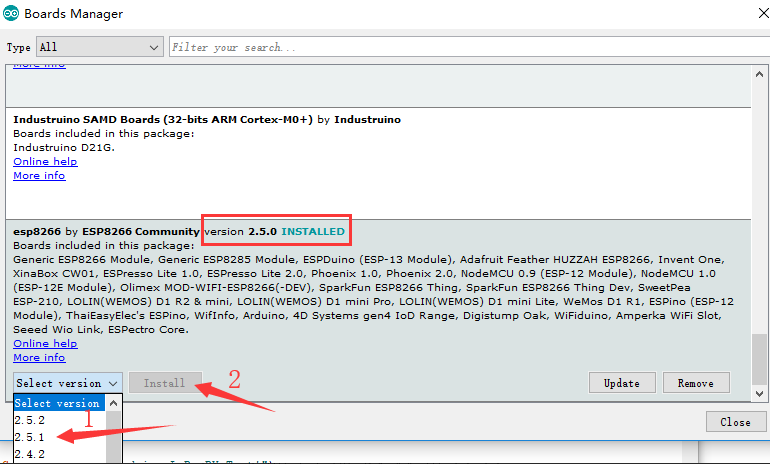 Boards Manager
Type All Filter your search...
More info
Industruino SAMD Boards (32-bits ARM Cortex-M0+) by Industruino
Boards included in this package:
Industruino D21G.
Online help
More info
esp8266 by ESP8266 Community version 2.5.0 INSTALLED
Boards included in this package:
Generic ESP8266 Module, Generic ESP8285 Module, ESPDuino (ESP-13 Module), Adafruit Feather HUZZAH ESP8266, Invent One,
XinaBox CW01, ESPresso Lite 1.0, ESPresso Lite 2.0, Phoenix 1.0, Phoenix 2.0, NodeMCU 0.9 (ESP-12 Module), NodeMCU 1.0
(ESP-12E Module), Olimex MOD-WIFI-ESP8266(-DEV), SparkFun ESP8266 Thing, SparkFun ESP8266 Thing Dev, SweetPea
ESP-210, LOLIN(WEMOS) D1 R2 & mini, LOLIN(WEMOS) D1 mini Pro, LOLIN(WEMOS) D1 mini Lite, WeMos D1 R1, ESPino (ESP-12
Module), ThaiEasyElec's ESPino, WifInfo, Arduino, 4D Systems gen4 IoD Range, Digistump Oak, WiFiduino, Amperka WiFi Slot,
Seeed Wio Link, ESPectro Core.
Online help
More info
Select version Install 2 Update Remove
Select version
1
2.5.2
2.5.1
2.4.2
Close